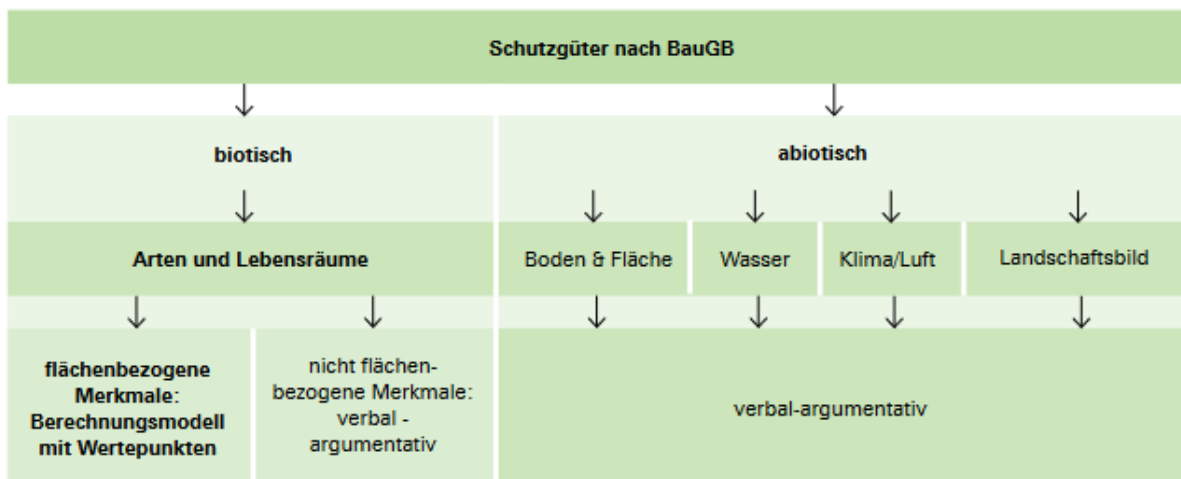 Schutzgüter nach BauGB
biotisch
abiotisch
Arten und Lebensräume
Boden & Fläche
Wasser
Klima/Luft
Landschaftsbild
flächenbezogene
Merkmale:
Berechnungsmodell
mit Wertepunkten
nicht flächen-
bezogene Merkmale:
verbal -
argumentativ
verbal-argumentativ